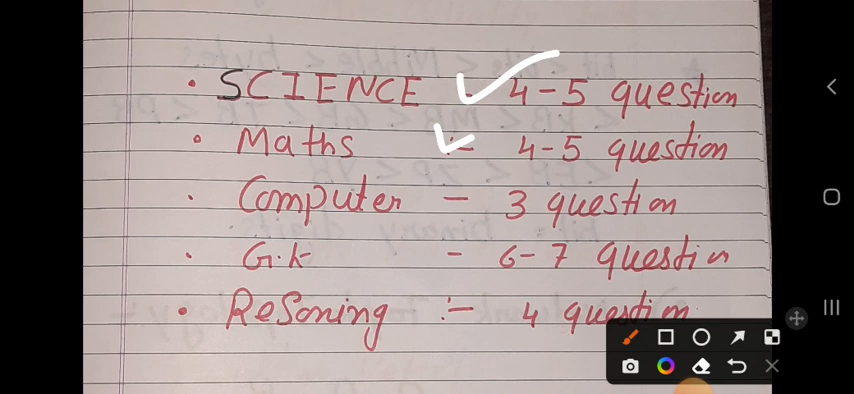 • SCIENCE - 4-5 question
• Maths :- 4-5 question
• Computer - 3 question
• G.K - 6-7 question
• ReSoning :- 4 question